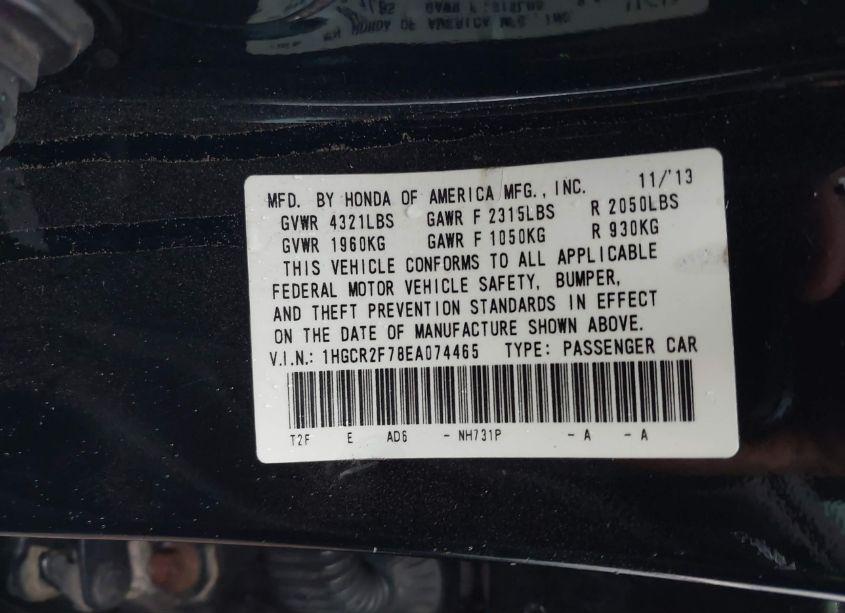 MFD. BY HONDA OF AMERICA MFG., INC. 11/'13
GVWR 4321LBS GAWR F 2315LBS R 2050LBS
GVWR 1960KG GAWR F 1050KG R 930KG
THIS VEHICLE CONFORMS TO ALL APPLICABLE
FEDERAL MOTOR VEHICLE SAFETY, BUMPER,
AND THEFT PREVENTION STANDARDS IN EFFECT
ON THE DATE OF MANUFACTURE SHOWN ABOVE.
V.I.N.: 1HGCR2F78EA074465 TYPE: PASSENGER CAR
T2F E AD6 - NH731P - A - A